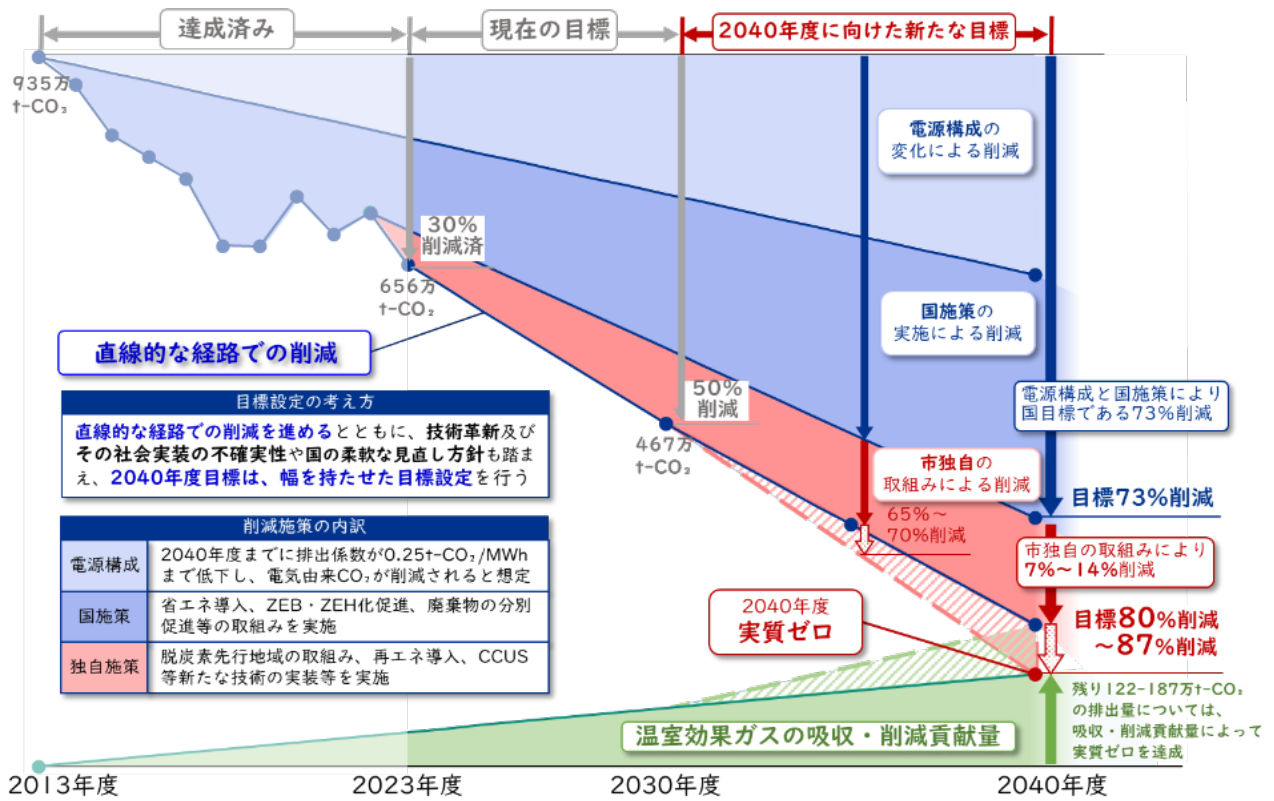 達成済み
現在の目標
2040年度に向けた新たな目標
935万
t-CO₂
電源構成の
変化による削減
30%
削減済
656万
t-CO₂
国施策の
実施による削減
直線的な経路での削減
50%
削減
電源構成と国施策により
国目標である73%削減
目標設定の考え方
直線的な経路での削減を進めるとともに、技術革新及び
その社会実装の不確実性や国の柔軟な見直し方針も踏ま
え、2040年度目標は、幅を持たせた目標設定を行う
467万
t-CO₂
市独自の
取組みによる削減
目標73%削減
65%～
70%削減
削減施策の内訳
電源構成
2040年度までに排出係数が0.25t-CO₂/MWh
まで低下し、電気由来CO₂が削減されると想定
国施策
省エネ導入、ZEB・ZEH化促進、廃棄物の分別
促進等の取組みを実施
独自施策
脱炭素先行地域の取組み、再エネ導入、CCUS
等新たな技術の実装等を実施
市独自の取組みにより
7%～14%削減
2040年度
実質ゼロ
目標80%削減
～87%削減
残り122-187万t-CO₂
の排出量については、
吸収・削減貢献量によって
実質ゼロを達成
温室効果ガスの吸収・削減貢献量
2013年度
2023年度
2030年度
2040年度